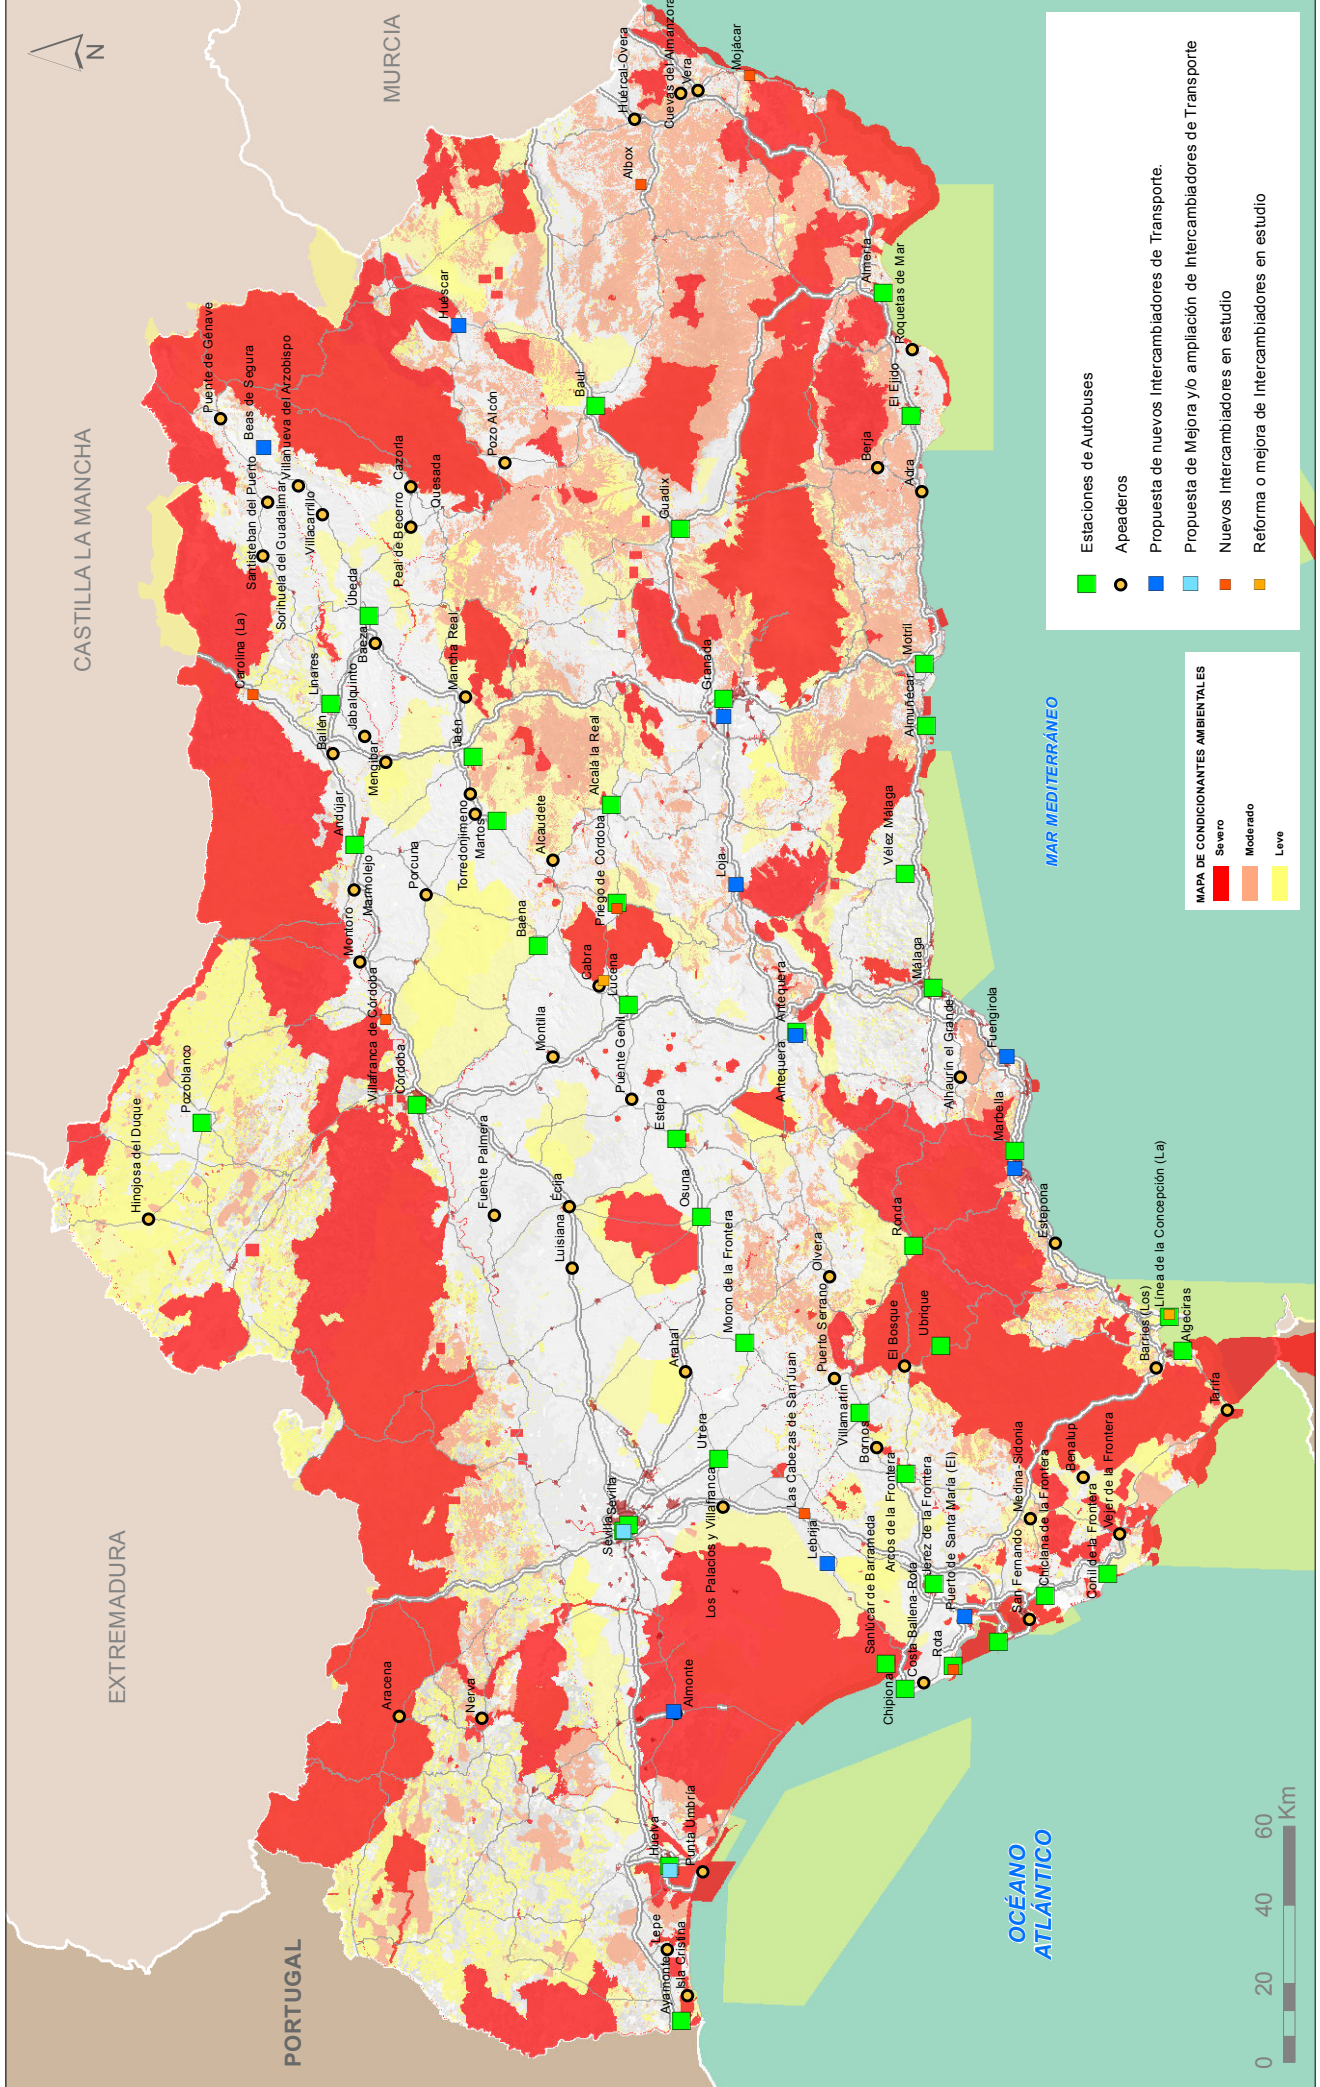 N
MURCIA
CASTILLA LA MANCHA
EXTREMADURA
PORTUGAL
Puente de Génave
Beas de Segura
Villanueva del Arzobispo
Santisteban del Puerto
Sorihuela del Guadalimar
Villacarrillo
Cazorla
Peal de Becerro
Quesada
Pozo Alcón
Huéscar
Huércal-Overa
Cuevas del Almanzora
Vera
Mojácar
Albox
Baul
Guadix
Almería
Roquetas de Mar
El Ejido
Berja
Adra
Carolina (La)
Linares
Úbeda
Baeza
Jabalquinto
Bailén
Mengíbar
Mancha Real
Jaén
Torredonjimeno
Martos
Andújar
Marmolejo
Porcuna
Montoro
Alcaudete
Alcalá la Real
Priego de Córdoba
Baena
Cabra
Lucena
Granada
Loja
Motril
Almuñécar
Vélez Málaga
Málaga
Villafranca de Córdoba
Córdoba
Pozoblanco
Hinojosa del Duque
Montilla
Puente Genil
Estepa
Antequera
Antequera
Alhaurín el Grande
Fuengirola
Marbella
Estepona
Fuente Palmera
Écija
Luisiana
Osuna
Moron de la Frontera
Arahal
Ronda
Olvera
Puerto Serrano
El Bosque
Ubrique
Línea de la Concepción (La)
Algeciras
Barrios (Los)
Tarifa
Utrera
Las Cabezas de San Juan
Villamartín
Bornos
Arcos de la Frontera
Jerez de la Frontera
Puerto de Santa María (El)
Medina-Sidonia
Benalup
San Fernando
Chiclana de la Frontera
Conil de la Frontera
Vejer de la Frontera
Sevilla
Sevilla
Los Palacios y Villafranca
Lebrija
Sanlúcar de Barrameda
Costa Ballena-Rota
Rota
Chipiona
Aracena
Nerva
Almonte
Huelva
Punta Umbría
Lepe
Isla Cristina
Ayamonte
MAR MEDITERRÁNEO
OCÉANO
ATLÁNTICO
Estaciones de Autobuses
Apeaderos
Propuesta de nuevos Intercambiadores de Transporte.
Propuesta de Mejora y/o ampliación de Intercambiadores de Transporte
Nuevos Intercambiadores en estudio
Reforma o mejora de Intercambiadores en estudio
MAPA DE CONDICIONANTES AMBIENTALES
Severo
Moderado
Leve
0 20 40 60
Km